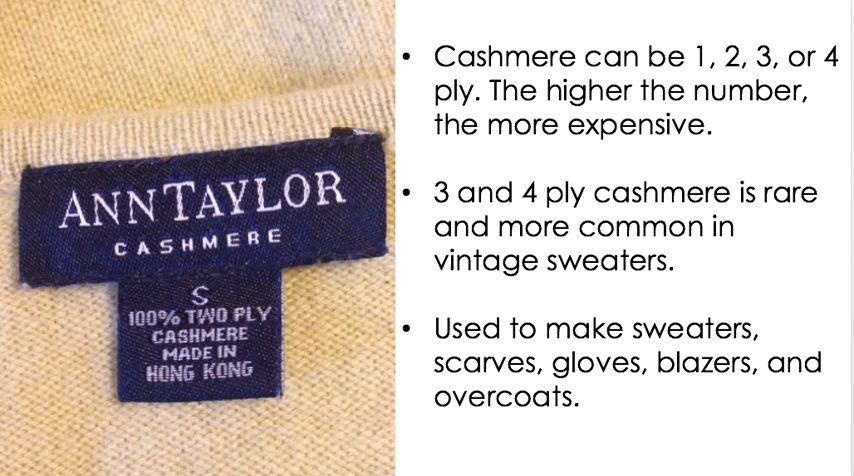 ANNTAYLOR
CASHMERE
S
100% TWO PLY
CASHMERE
MADE IN
HONG KONG
• Cashmere can be 1, 2, 3, or 4
ply. The higher the number,
the more expensive.
• 3 and 4 ply cashmere is rare
and more common in
vintage sweaters.
• Used to make sweaters,
scarves, gloves, blazers, and
overcoats.